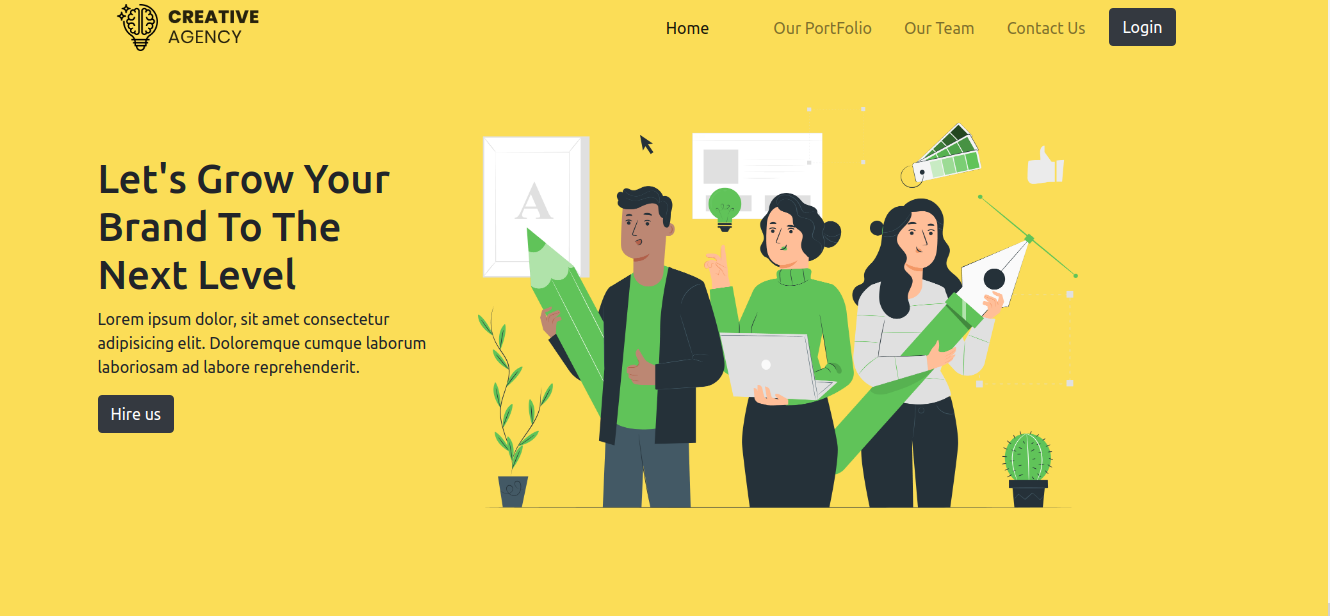 CREATIVE
AGENCY
Home Our PortFolio Our Team Contact Us Login
A
Let's Grow Your
Brand To The
Next Level
Lorem ipsum dolor, sit amet consectetur
adipisicing elit. Doloremque cumque laborum
laboriosam ad labore reprehenderit.
Hire us